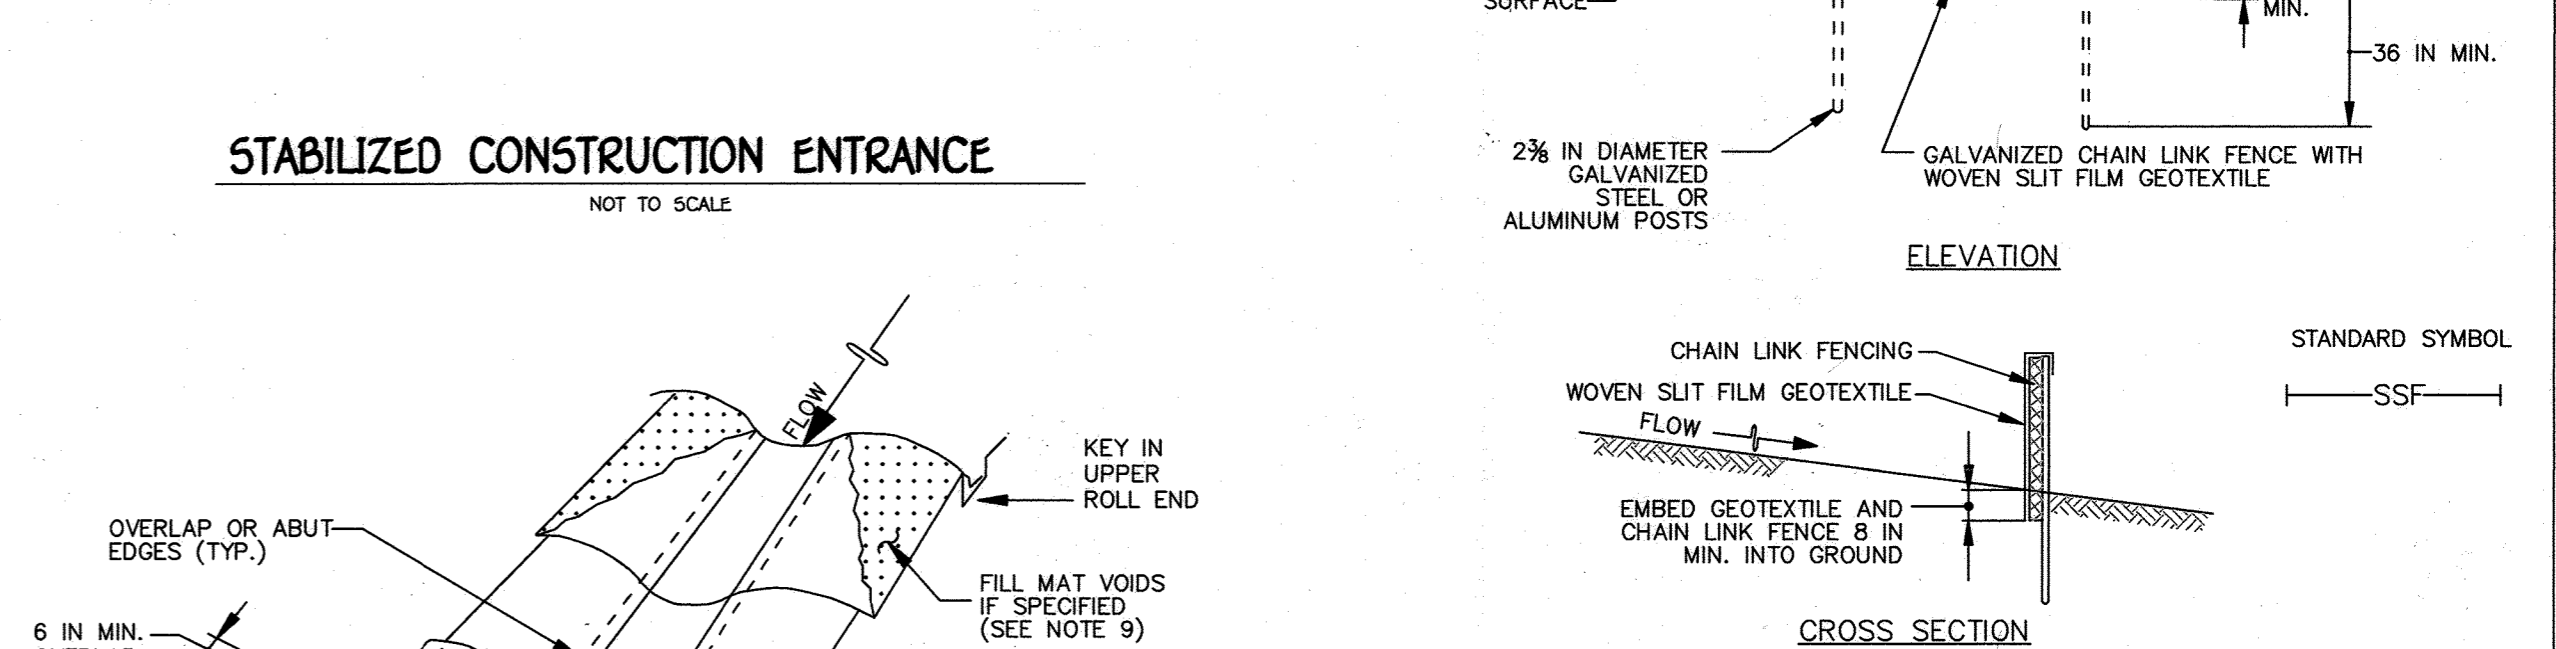 STABILIZED CONSTRUCTION ENTRANCE
NOT TO SCALE
FLOW
KEY IN
UPPER
ROLL END
OVERLAP OR ABUT
EDGES (TYP.)
FILL MAT VOIDS
IF SPECIFIED
(SEE NOTE 9)
6 IN MIN.
SURFACE
MIN.
36 IN MIN.
2⅜ IN DIAMETER
GALVANIZED
STEEL OR
ALUMINUM POSTS
GALVANIZED CHAIN LINK FENCE WITH
WOVEN SLIT FILM GEOTEXTILE
ELEVATION
CHAIN LINK FENCING
WOVEN SLIT FILM GEOTEXTILE
FLOW
EMBED GEOTEXTILE AND
CHAIN LINK FENCE 8 IN
MIN. INTO GROUND
CROSS SECTION
STANDARD SYMBOL
SSF